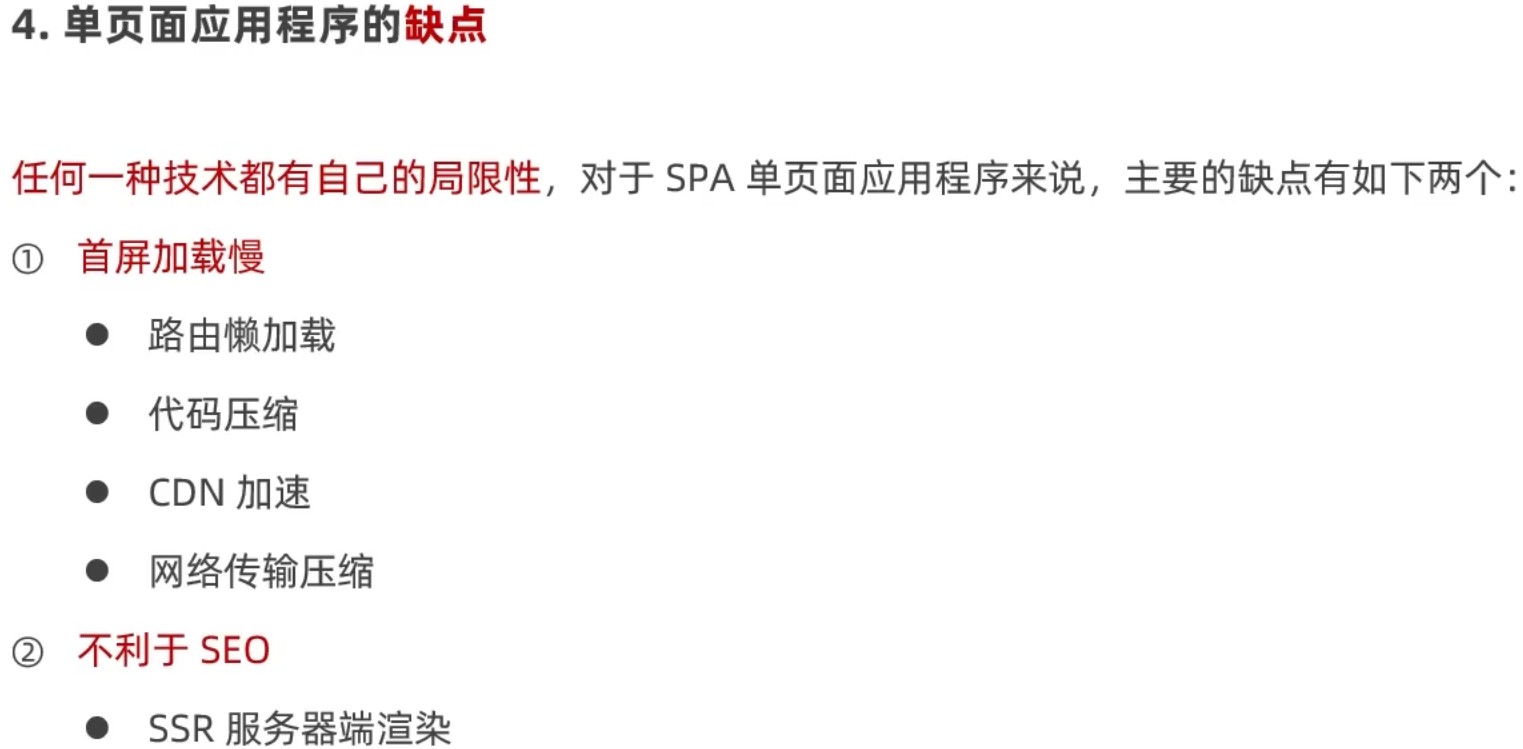 4. 单页面应用程序的缺点
任何一种技术都有自己的局限性，对于 SPA 单页面应用程序来说，主要的缺点有如下两个：
① 首屏加载慢
● 路由懒加载
● 代码压缩
● CDN 加速
● 网络传输压缩
② 不利于 SEO
● SSR 服务器端渲染